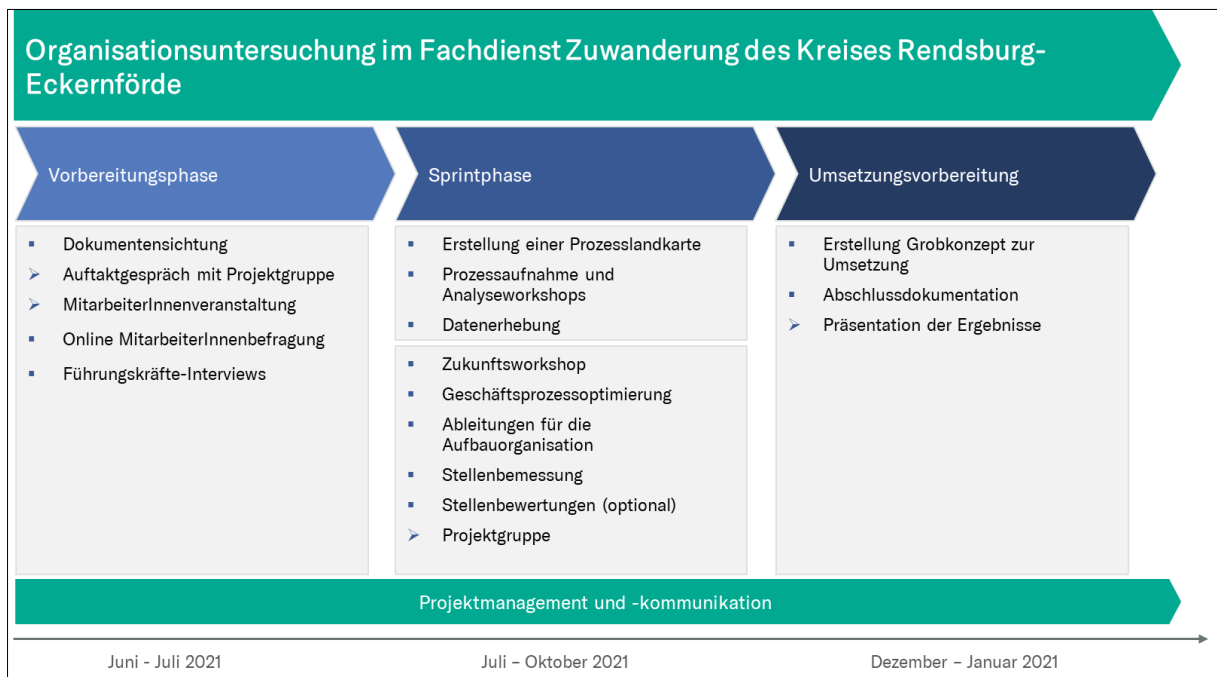 Organisationsuntersuchung im Fachdienst Zuwanderung des Kreises Rendsburg-
Eckernförde
Vorbereitungsphase
Dokumentensichtung
Auftaktgespräch mit Projektgruppe
MitarbeiterInnenveranstaltung
Online MitarbeiterInnenbefragung
Führungskräfte-Interviews
Sprintphase
Erstellung einer Prozesslandkarte
Prozessaufnahme und
Analyseworkshops
Datenerhebung
Zukunftsworkshop
Geschäftsprozessoptimierung
Ableitungen für die
Aufbauorganisation
Stellenbemessung
Stellenbewertungen (optional)
Projektgruppe
Umsetzungsvorbereitung
Erstellung Grobkonzept zur
Umsetzung
Abschlussdokumentation
Präsentation der Ergebnisse
Projektmanagement und -kommunikation
Juni - Juli 2021
Juli – Oktober 2021
Dezember – Januar 2021